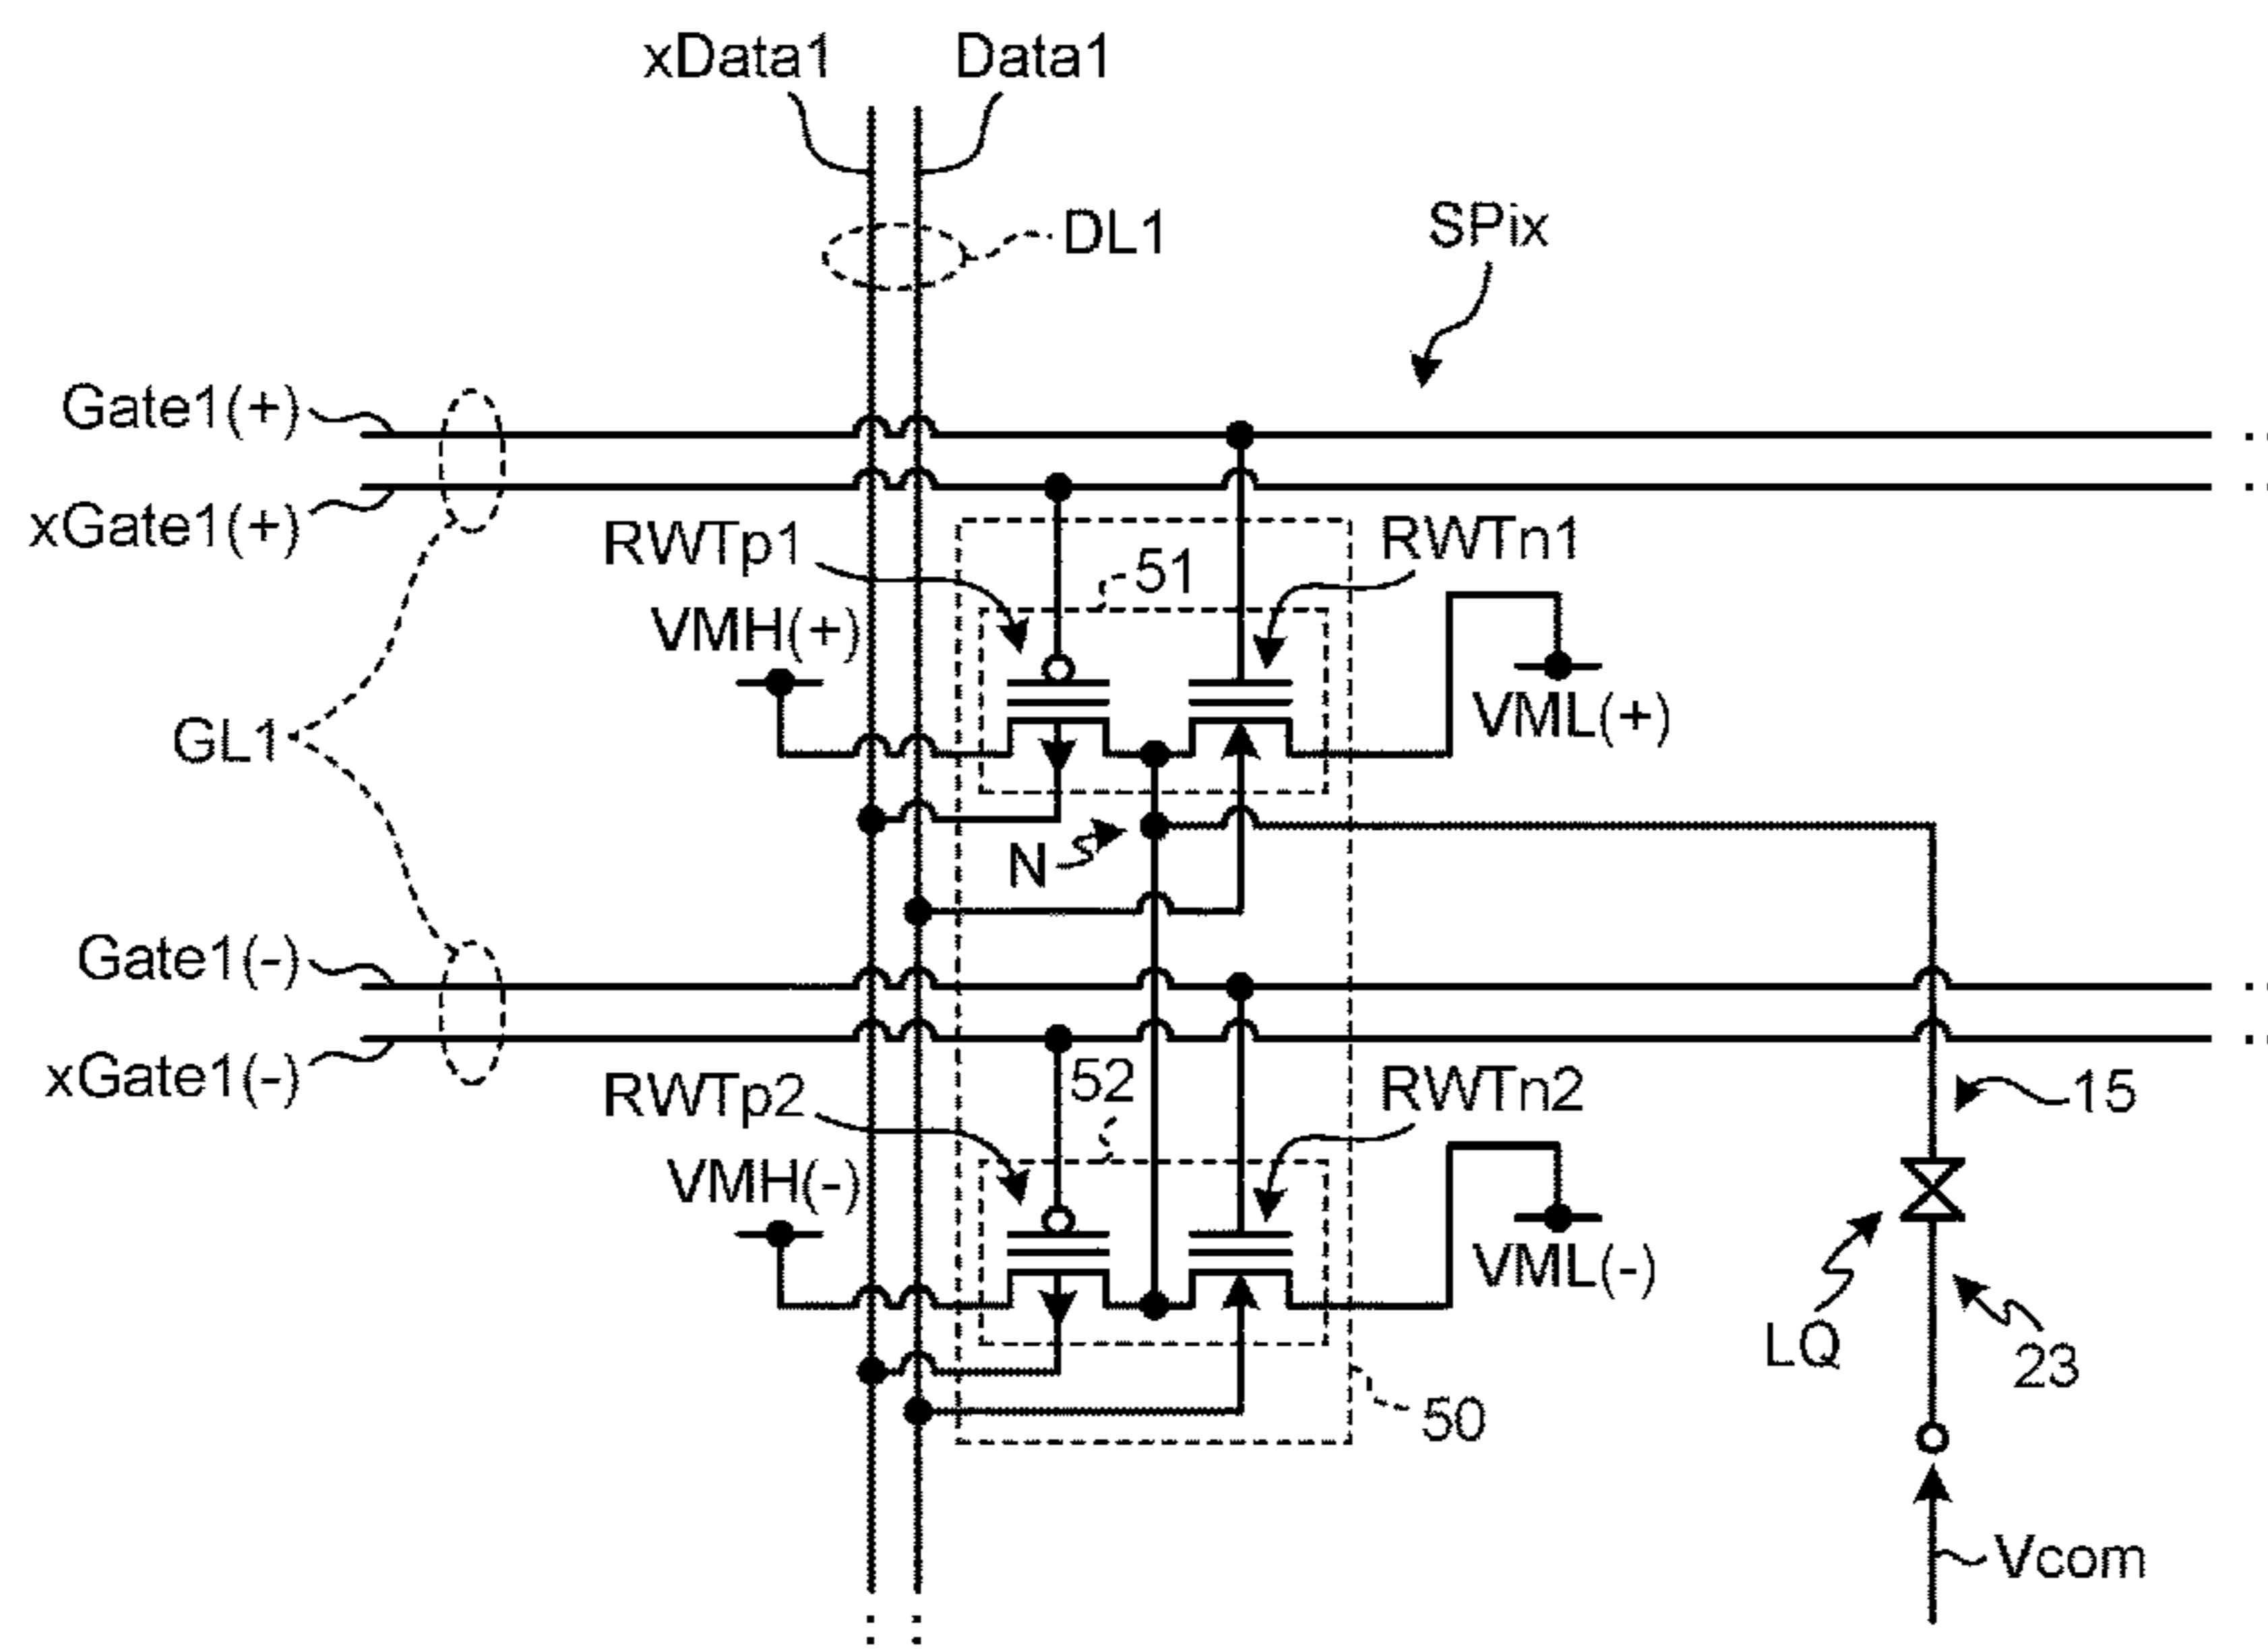 xData1 Data1
DL1
SPix
Gate1(+)
xGate1(+)
RWTp1
51
RWTn1
VMH(+)
VML(+)
GL1
N
Gate1(-)
xGate1(-)
RWTp2
52
RWTn2
15
VMH(-)
VML(-)
LQ
23
50
Vcom